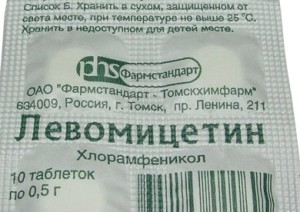 Список Б. Хранить в сухом, защищенном от
света месте, при температуре не выше 25 °С.
Хранить в недоступном для детей месте.
phs Фармстандарт
ОАО "Фармстандарт - Томскхимфарм"
634009, Россия, г. Томск, пр. Ленина, 211
Левомицетин
Хлорамфеникол
10 таблеток
по 0,5 г